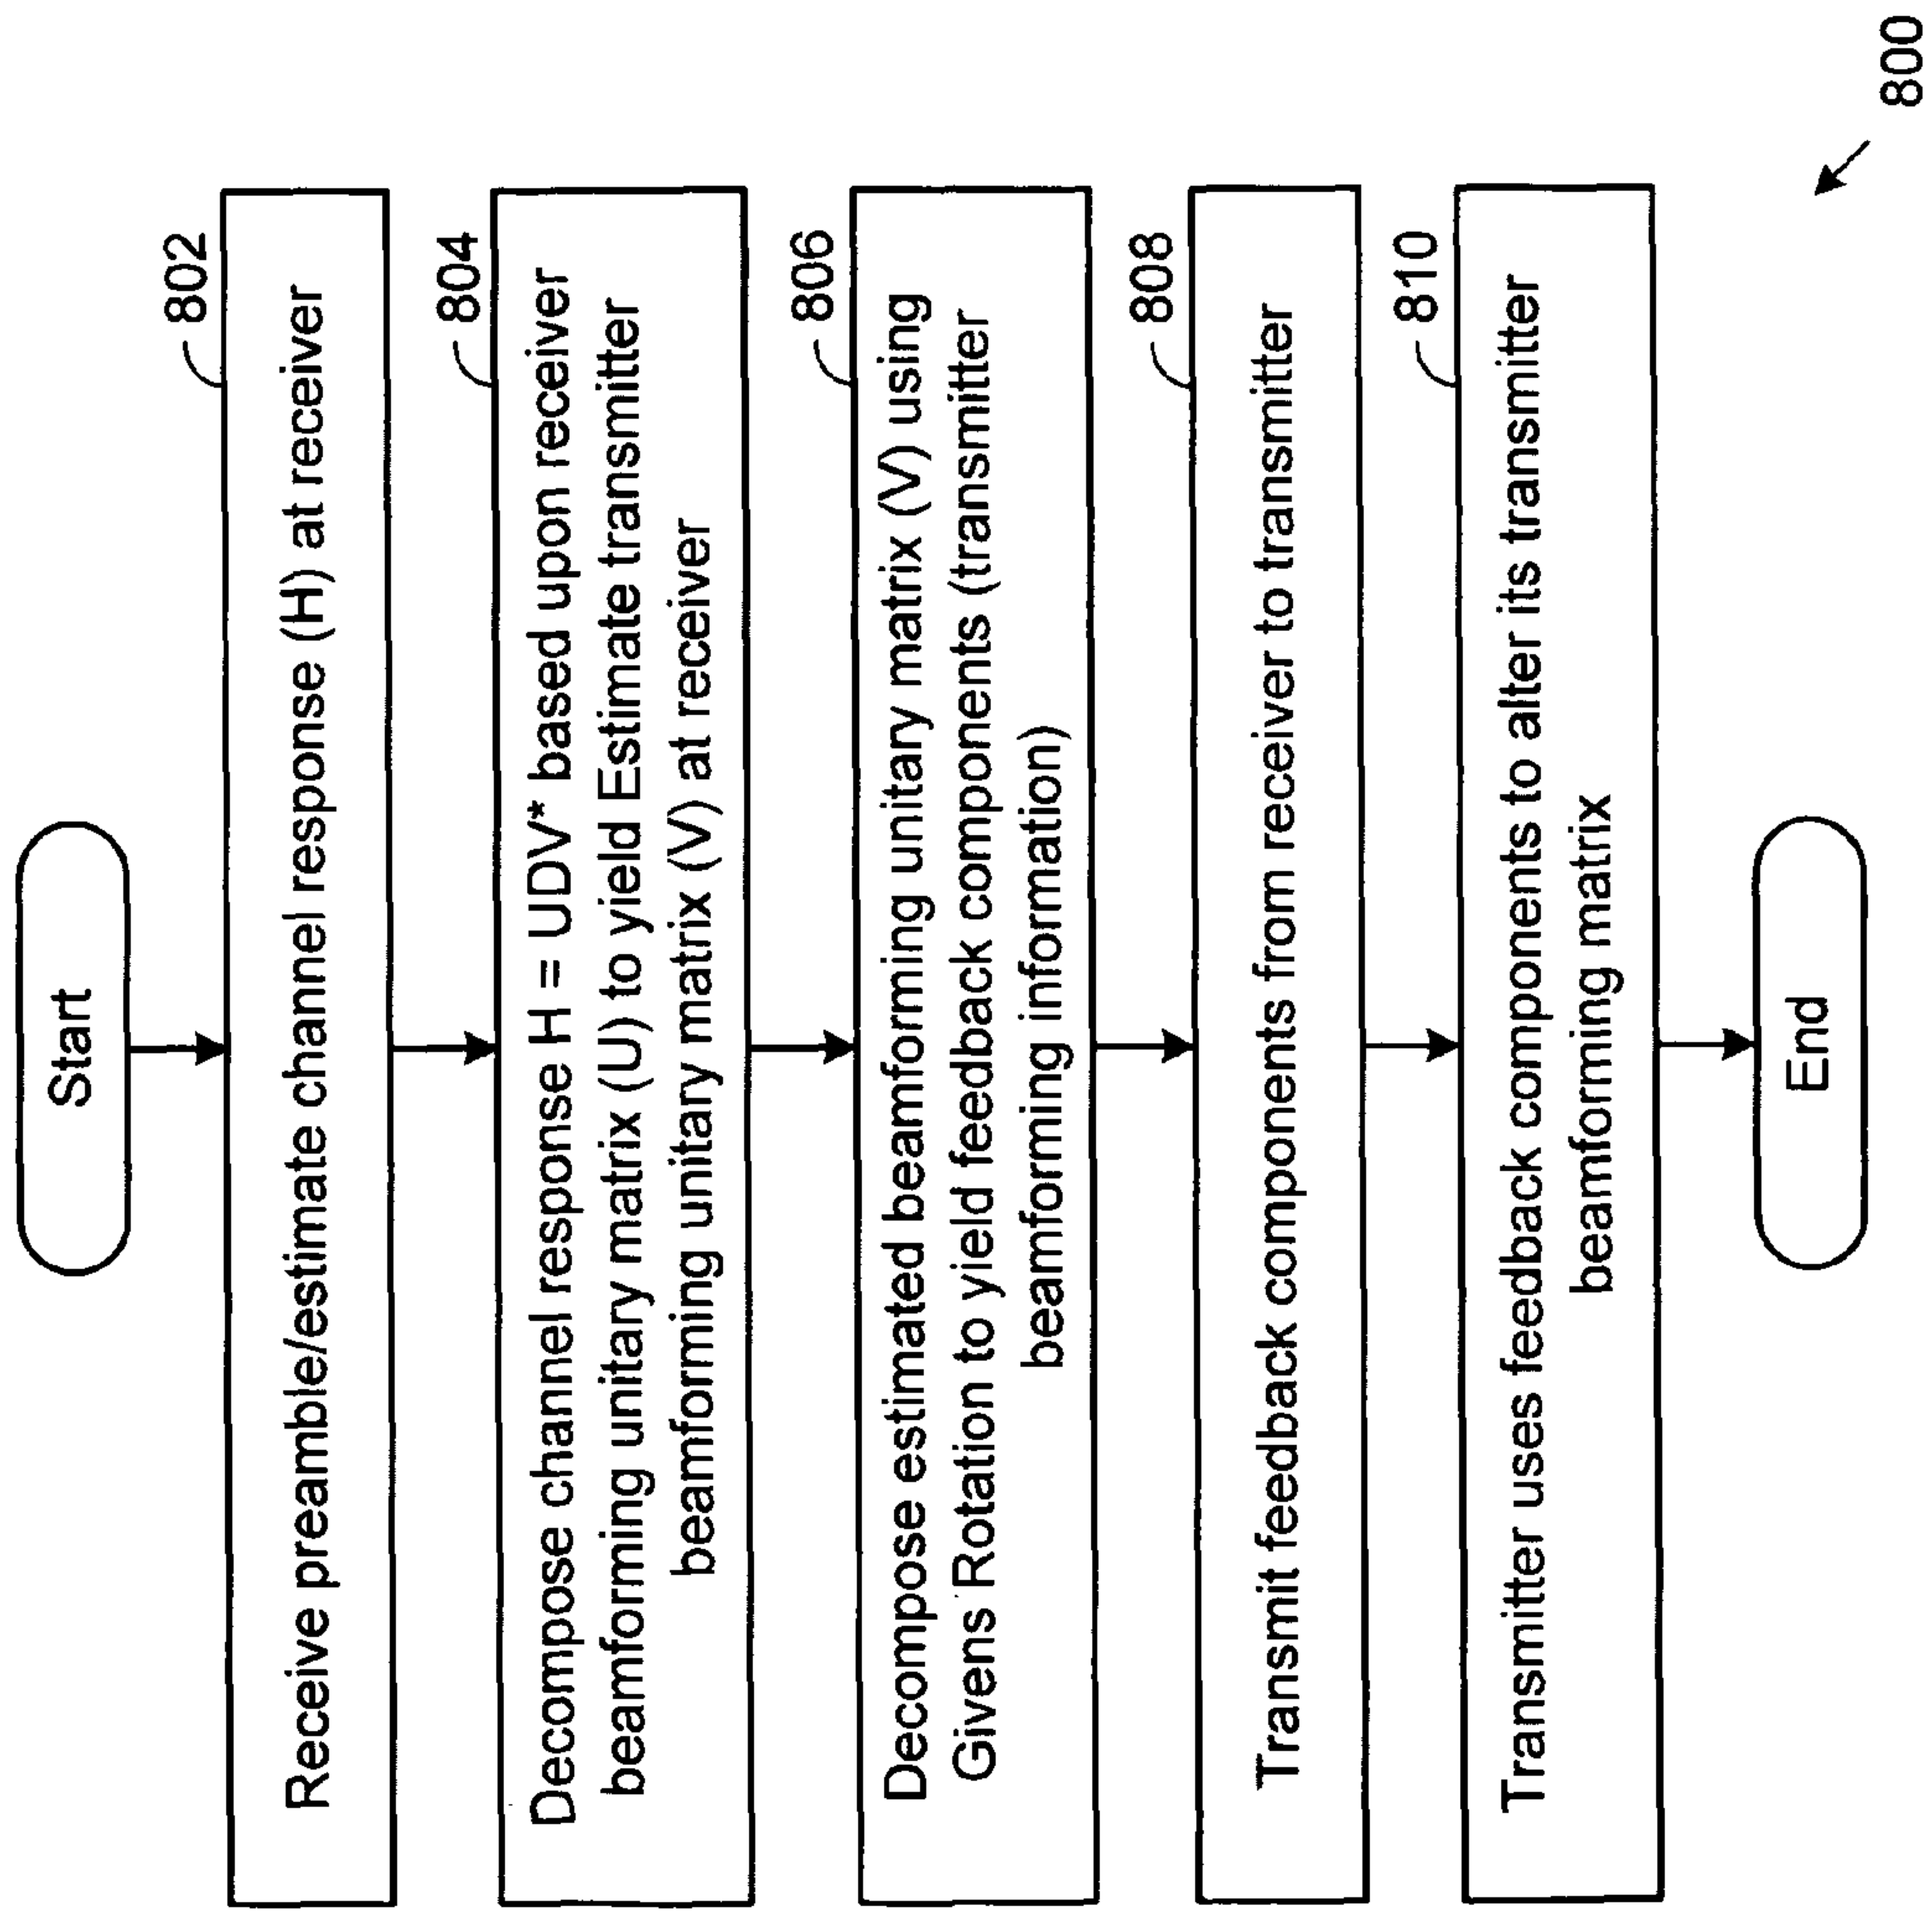 Start
802
Receive preamble/estimate channel response (H) at receiver
804
Decompose channel response H = UDV* based upon receiver
beamforming unitary matrix (U) to yield Estimate transmitter
beamforming unitary matrix (V) at receiver
806
Decompose estimated beamforming unitary matrix (V) using
Givens Rotation to yield feedback components (transmitter
beamforming information)
808
Transmit feedback components from receiver to transmitter
810
Transmitter uses feedback components to alter its transmitter
beamforming matrix
End
800